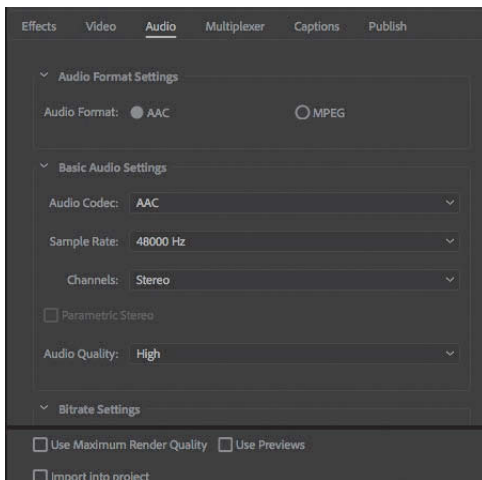 Effects Video Audio Multiplexer Captions Publish
Audio Format Settings
Audio Format: AAC MPEG
Basic Audio Settings
Audio Codec: AAC
Sample Rate: 48000 Hz
Channels: Stereo
Parametric Stereo
Audio Quality: High
Bitrate Settings
Use Maximum Render Quality Use Previews
Import into project